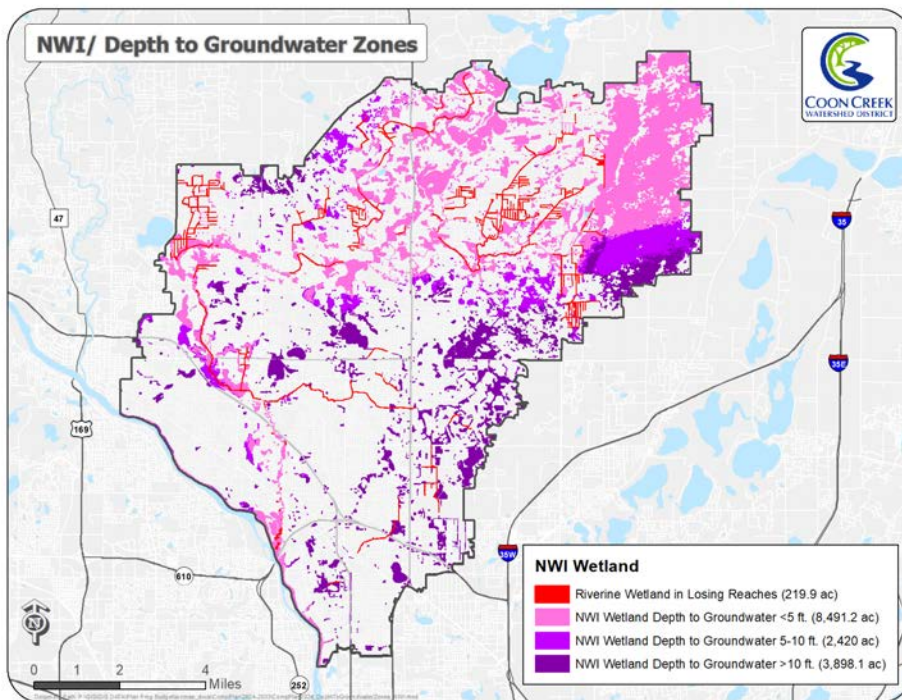 NWI/ Depth to Groundwater Zones
COON CREEK
WATERSHED DISTRICT
47
35
35E
169
35W
610
252
N
0 2 4
Miles
NWI Wetland
Riverine Wetland in Losing Reaches (219.9 ac)
NWI Wetland Depth to Groundwater <5 ft. (8,491.2 ac)
NWI Wetland Depth to Groundwater 5-10 ft. (2,420 ac)
NWI Wetland Depth to Groundwater >10 ft. (3,898.1 ac)